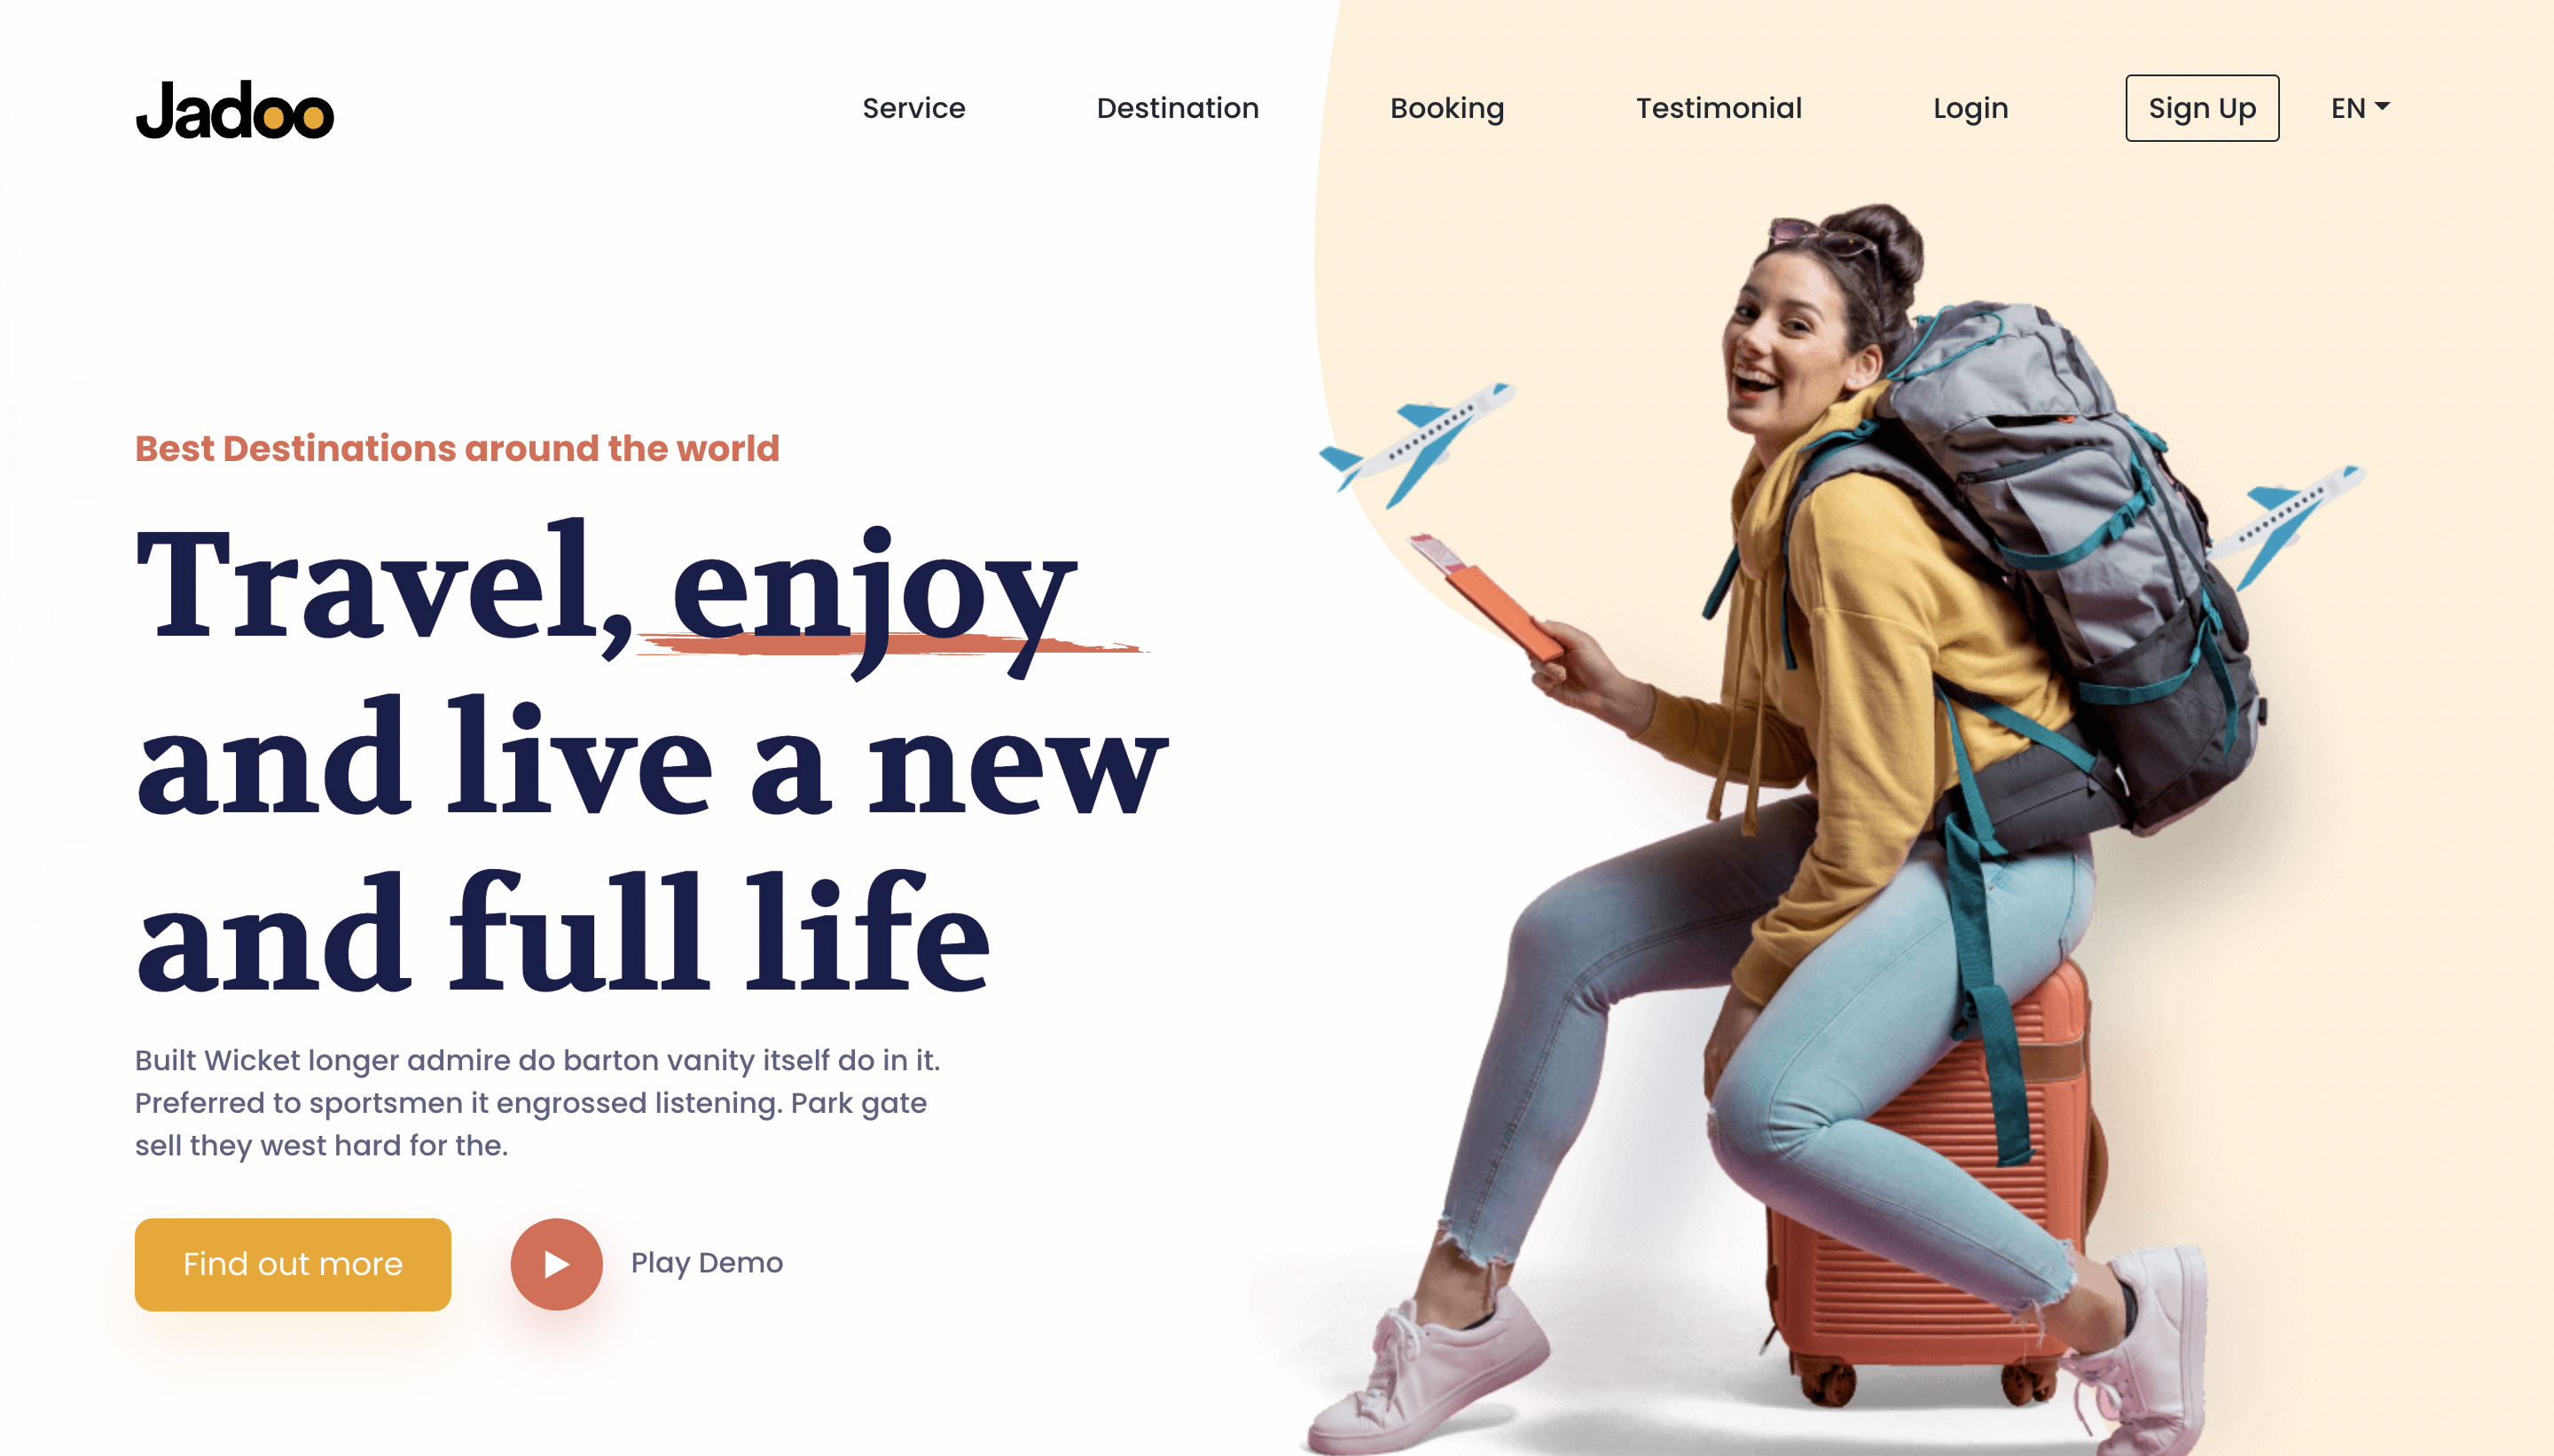 Jadoo
Service
Destination
Booking
Testimonial
Login
Sign Up
EN
Best Destinations around the world
Travel, enjoy
and live a new
and full life
Built Wicket longer admire do barton vanity itself do in it.
Preferred to sportsmen it engrossed listening. Park gate
sell they west hard for the.
Find out more
Play Demo